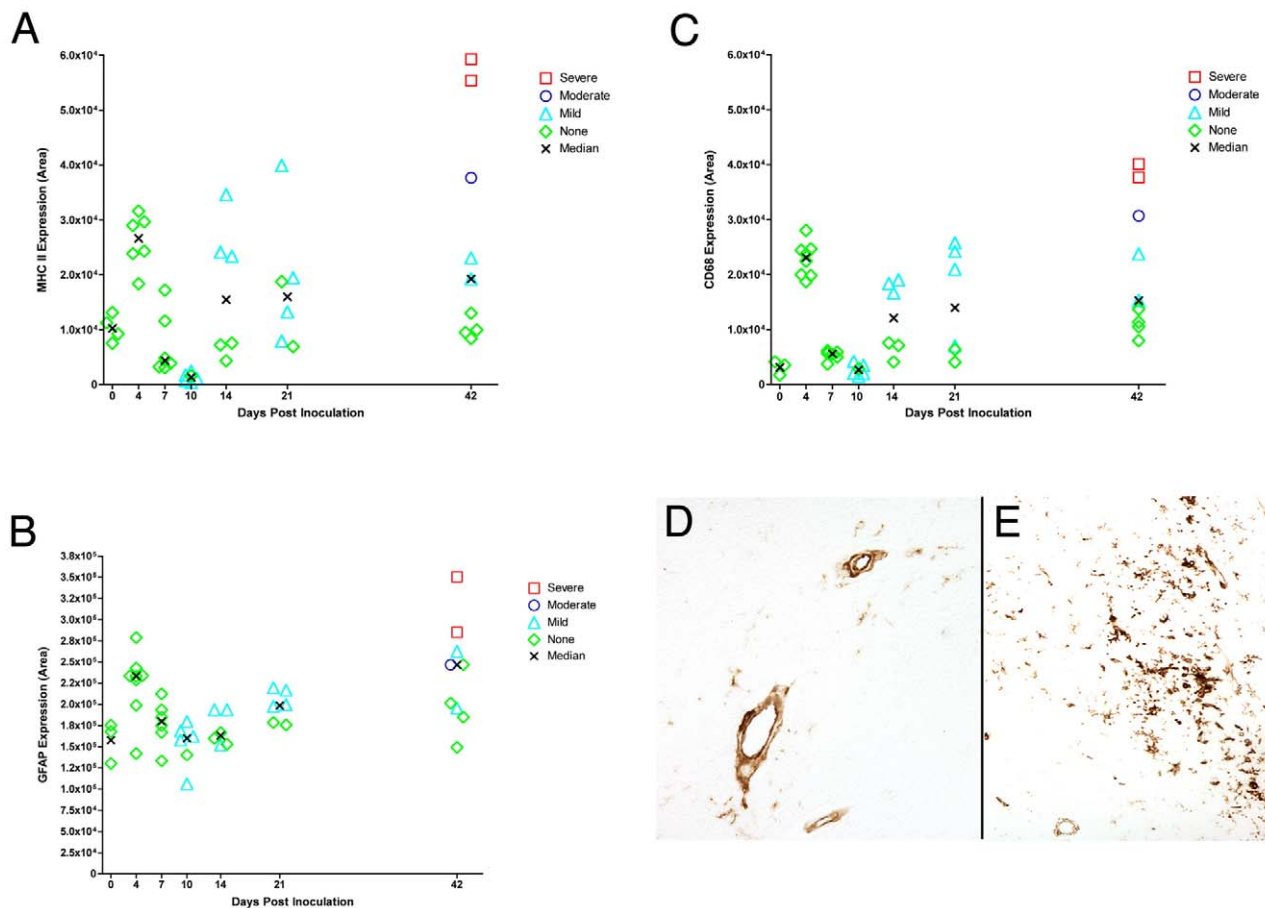 A
6.0x10⁴
5.0x10⁴
4.0x10⁴
3.0x10⁴
2.0x10⁴
1.0x10⁴
0
MHC II Expression (Area)
0 4 7 10 14 21 42
Days Post Inoculation
Severe
Moderate
Mild
None
Median
C
6.0x10⁴
5.0x10⁴
4.0x10⁴
3.0x10⁴
2.0x10⁴
1.0x10⁴
0
CD68 Expression (Area)
0 4 7 10 14 21 42
Days Post Inoculation
Severe
Moderate
Mild
None
Median
B
3.8x10⁵
3.5x10⁵
3.2x10⁵
3.0x10⁵
2.8x10⁵
2.5x10⁵
2.2x10⁵
2.0x10⁵
1.8x10⁵
1.5x10⁵
1.2x10⁵
1.0x10⁵
7.5x10⁴
5.0x10⁴
2.5x10⁴
0
GFAP Expression (Area)
0 4 7 10 14 21 42
Days Post Inoculation
Severe
Moderate
Mild
None
Median
D
E